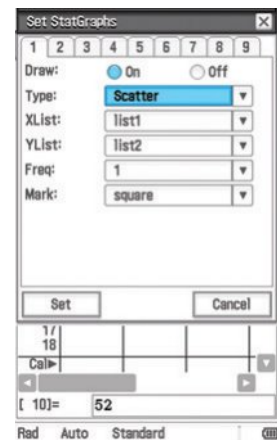 Set StatGraphs
1 2 3 4 5 6 7 8 9
Draw: On Off
Type: Scatter
XList: list1
YList: list2
Freq: 1
Mark: square
Set Cancel
17
18
Cal
[ 10]= 52
Rad Auto Standard